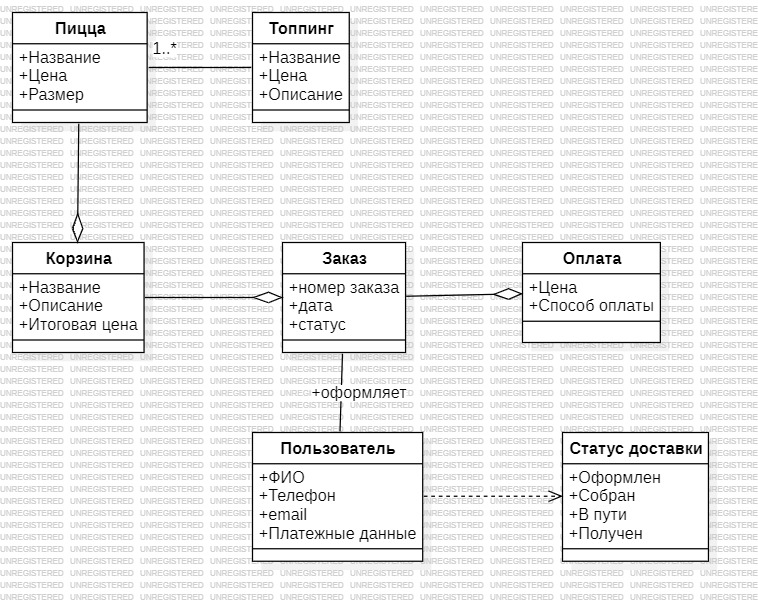 Пицца
+Название
+Цена
+Размер
1..*
Топпинг
+Название
+Цена
+Описание
Корзина
+Название
+Описание
+Итоговая цена
Заказ
+номер заказа
+дата
+статус
Оплата
+Цена
+Способ оплаты
+оформляет
Пользователь
+ФИО
+Телефон
+email
+Платежные данные
Статус доставки
+Оформлен
+Собран
+В пути
+Получен
UNREGISTERED